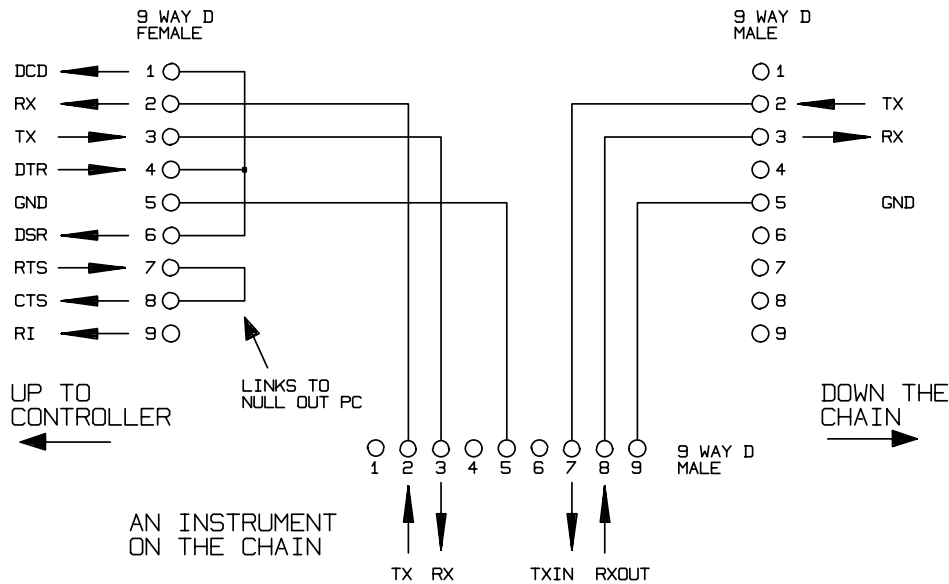 9 WAY D
FEMALE
9 WAY D
MALE
DCD 1
RX 2
TX 3
DTR 4
GND 5
DSR 6
RTS 7
CTS 8
RI 9
1
2 TX
3 RX
4
5 GND
6
7
8
9
LINKS TO
NULL OUT PC
UP TO
CONTROLLER
DOWN THE
CHAIN
1 2 3 4 5 6 7 8 9
9 WAY D
MALE
AN INSTRUMENT
ON THE CHAIN
TX RX TXIN RXOUT